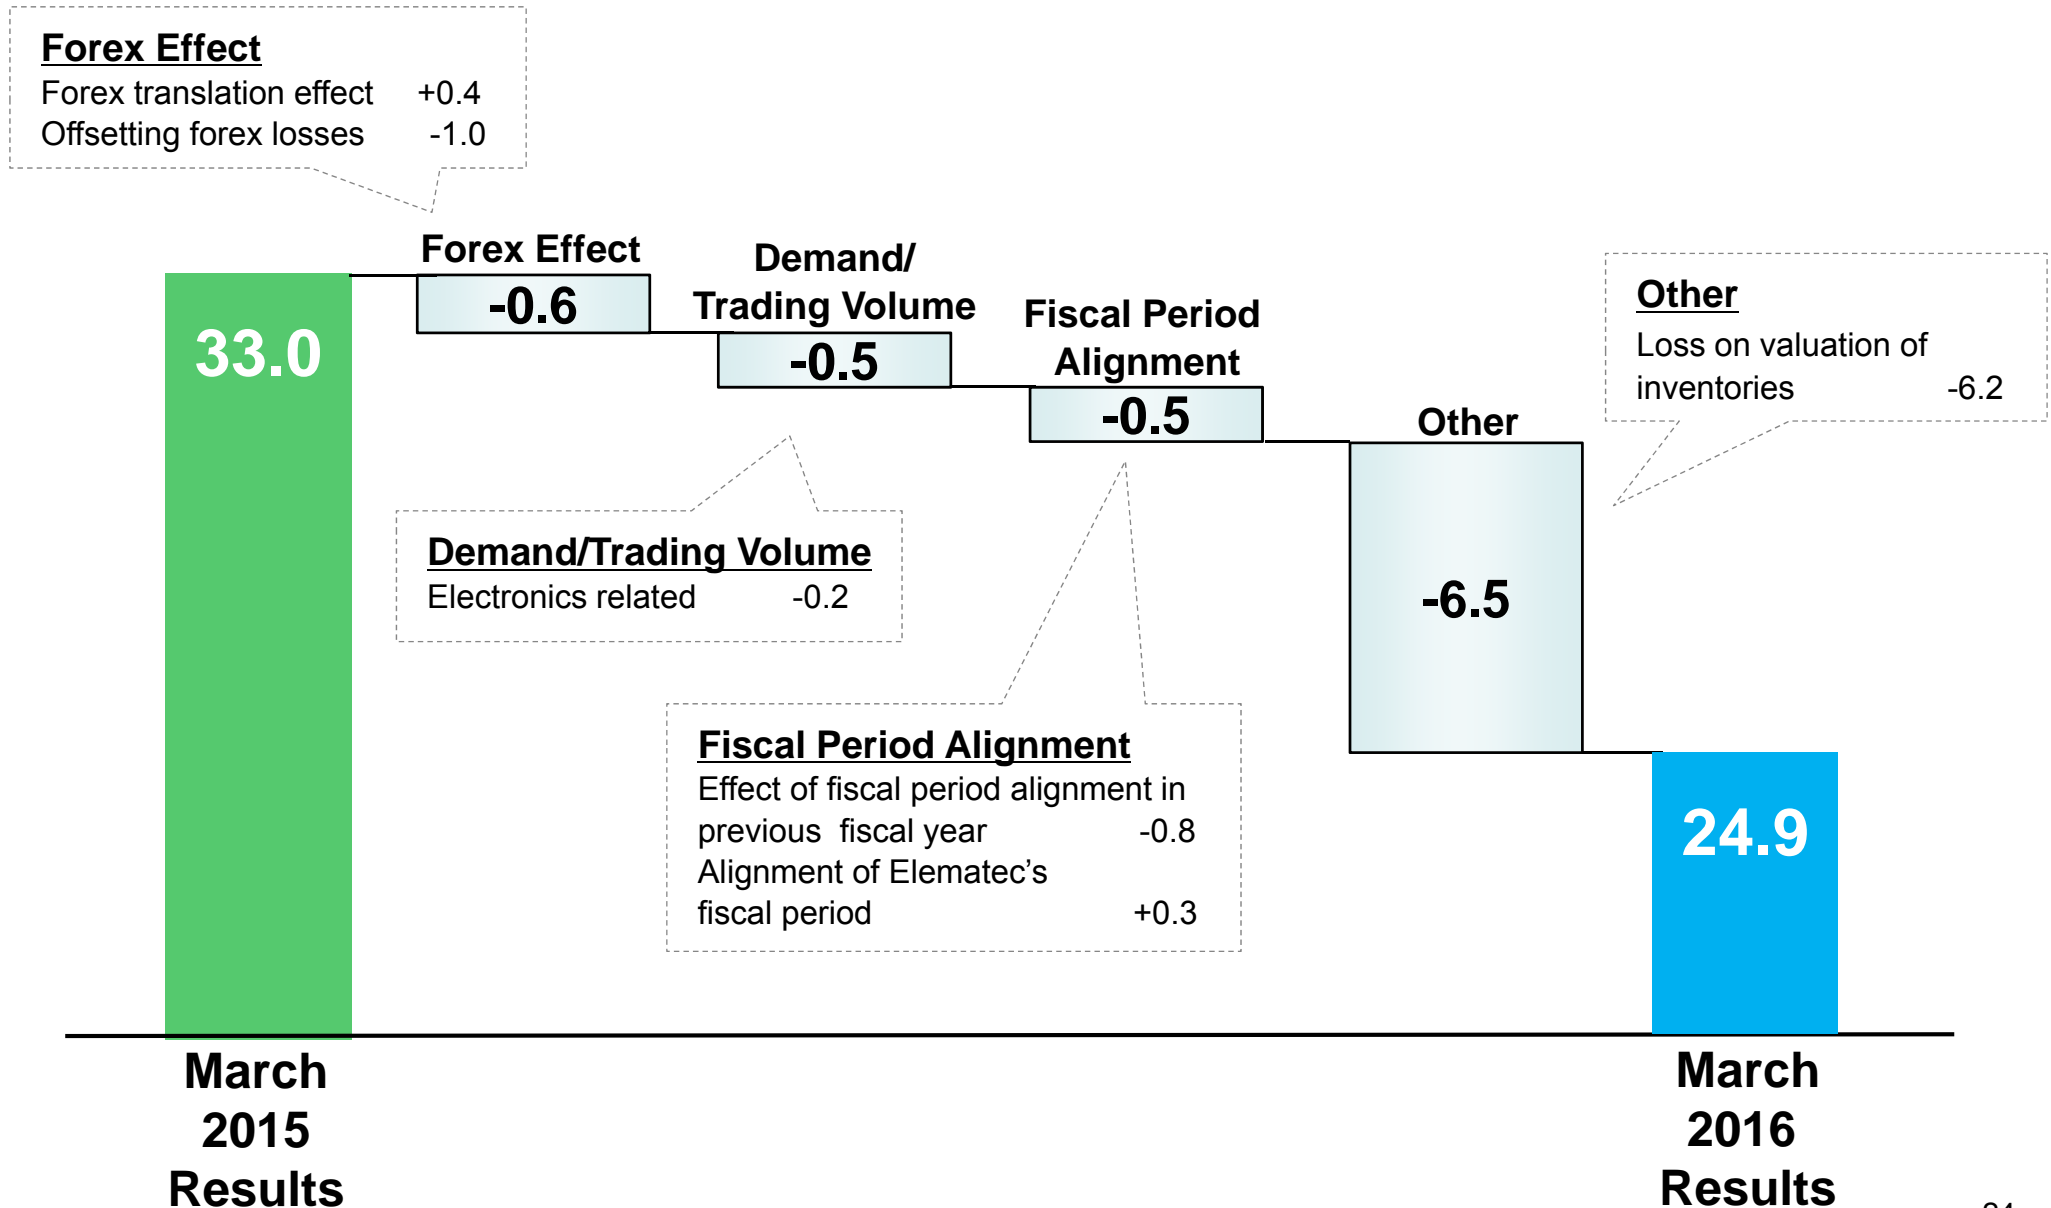 Forex Effect
Forex translation effect +0.4
Offsetting forex losses -1.0
Forex Effect
-0.6
Demand/
Trading Volume
-0.5
Fiscal Period
Alignment
-0.5
Other
-6.5
Other
Loss on valuation of
inventories -6.2
33.0
Demand/Trading Volume
Electronics related -0.2
Fiscal Period Alignment
Effect of fiscal period alignment in
previous fiscal year -0.8
Alignment of Elematec’s
fiscal period +0.3
24.9
March
2015
Results
March
2016
Results